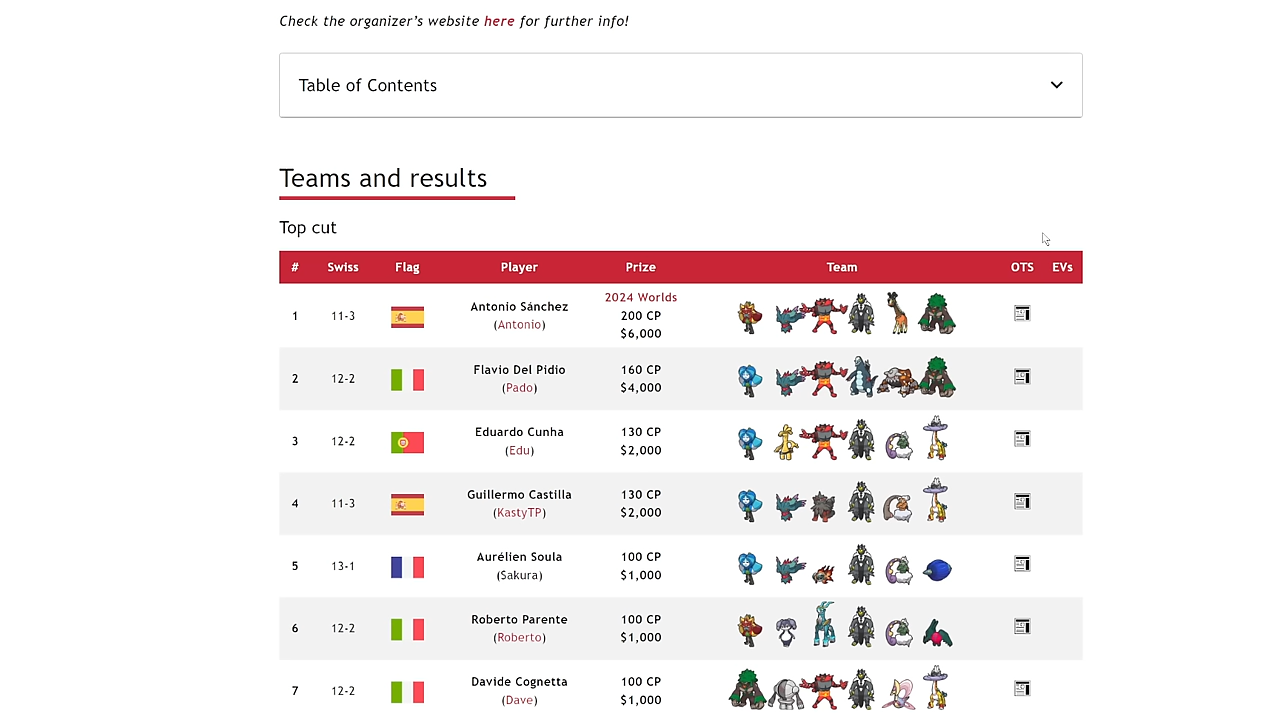 Check the organizer's website here for further info!
Table of Contents
Teams and results
Top cut
# Swiss Flag Player Prize Team OTS EVs
1 11-3 Antonio Sánchez (Antonio) 2024 Worlds 200 CP $6,000
2 12-2 Flavio Del Pidio (Pado) 160 CP $4,000
3 12-2 Eduardo Cunha (Edu) 130 CP $2,000
4 11-3 Guillermo Castilla (KastyTP) 130 CP $2,000
5 13-1 Aurélien Soula (Sakura) 100 CP $1,000
6 12-2 Roberto Parente (Roberto) 100 CP $1,000
7 12-2 Davide Cognetta (Dave) 100 CP $1,000